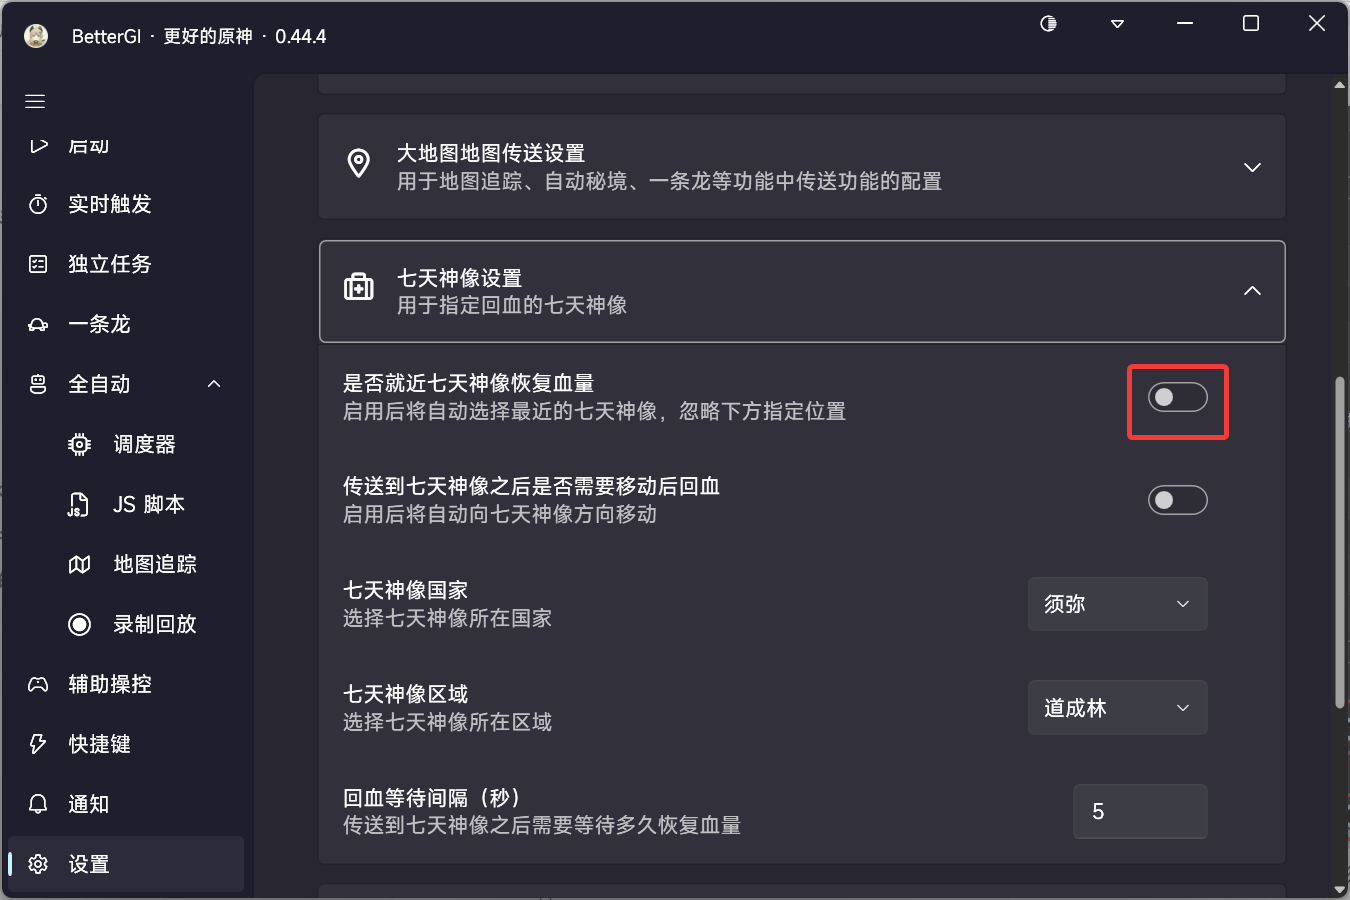 BetterGI · 更好的原神 · 0.44.4
启动
实时触发
独立任务
一条龙
全自动
调度器
JS 脚本
地图追踪
录制回放
辅助操控
快捷键
通知
设置
大地图地图传送设置
用于地图追踪、自动秘境、一条龙等功能中传送功能的配置
七天神像设置
用于指定回血的七天神像
是否就近七天神像恢复血量
启用后将自动选择最近的七天神像，忽略下方指定位置
传送到七天神像之后是否需要移动后回血
启用后将自动向七天神像方向移动
七天神像国家
选择七天神像所在国家
须弥
七天神像区域
选择七天神像所在区域
道成林
回血等待间隔（秒）
传送到七天神像之后需要等待多久恢复血量
5